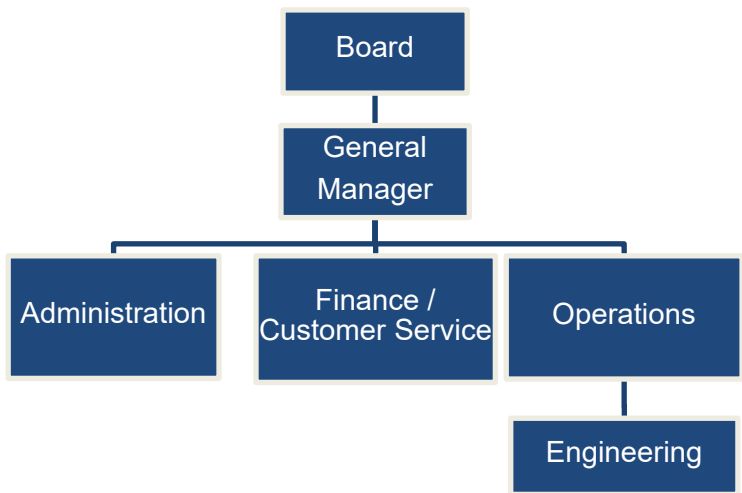 Board
General
Manager
Administration
Finance /
Customer Service
Operations
Engineering